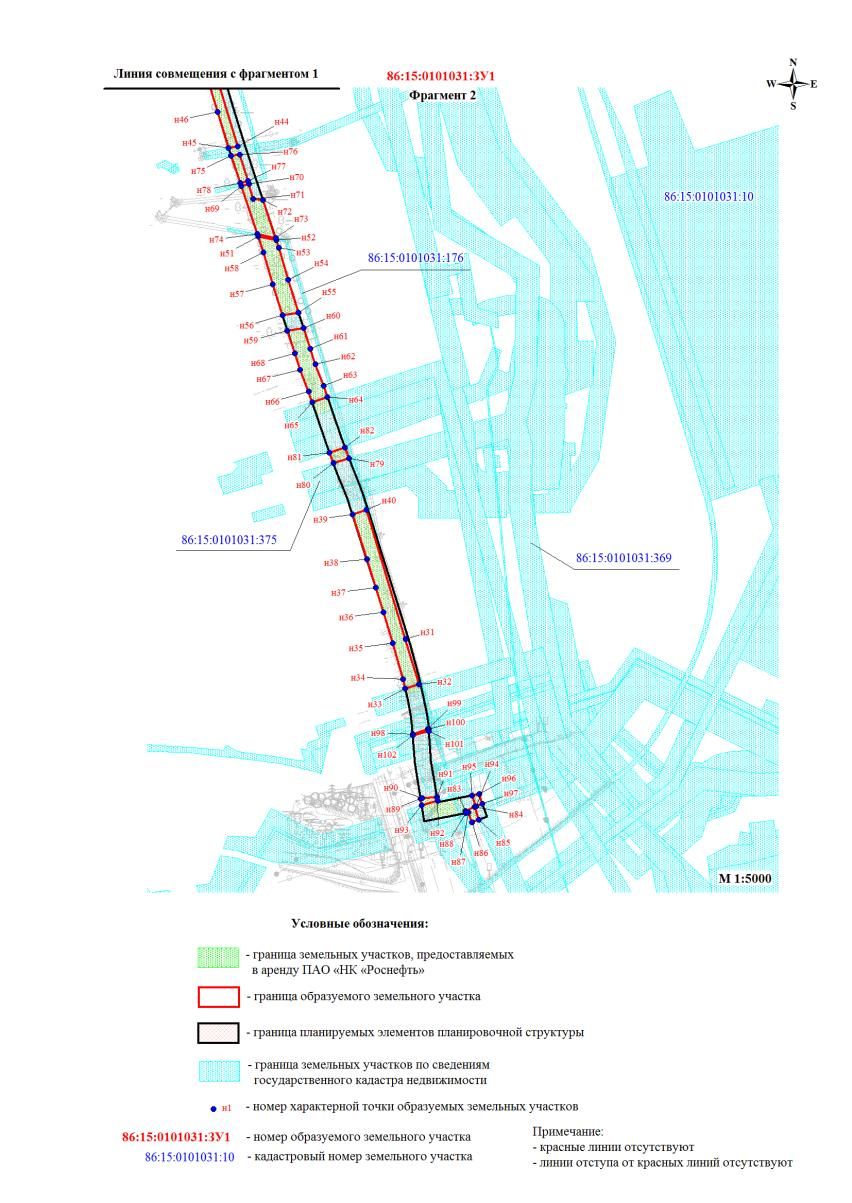 Линия совмещения с фрагментом 1
86:15:0101031:ЗУ1
Фрагмент 2
N
W E
S
н46
н44
н45
н76
н75
н77
н78
н70
н69
н71
н72
н73
н74
н52
н51
н53
н58
н54
н57
н55
н56
н60
н59
н61
н68
н62
н67
н63
н66
н64
н65
н82
н81
н79
н80
н40
н39
н38
н37
н36
н31
н35
н34
н32
н33
н99
н98
н100
н102
н101
н91
н95
н94
н90
н83
н96
н89
н97
н93
н92
н84
н88
н85
н87
н86
86:15:0101031:10
86:15:0101031:176
86:15:0101031:375
86:15:0101031:369
М 1:5000
Условные обозначения:
- граница земельных участков, предоставляемых
в аренду ПАО «НК «Роснефть»
- граница образуемого земельного участка
- граница планируемых элементов планировочной структуры
- граница земельных участков по сведениям
государственного кадастра недвижимости
н1 - номер характерной точки образуемых земельных участков
86:15:0101031:ЗУ1 - номер образуемого земельного участка
86:15:0101031:10 - кадастровый номер земельного участка
Примечание:
- красные линии отсутствуют
- линии отступа от красных линий отсутствуют